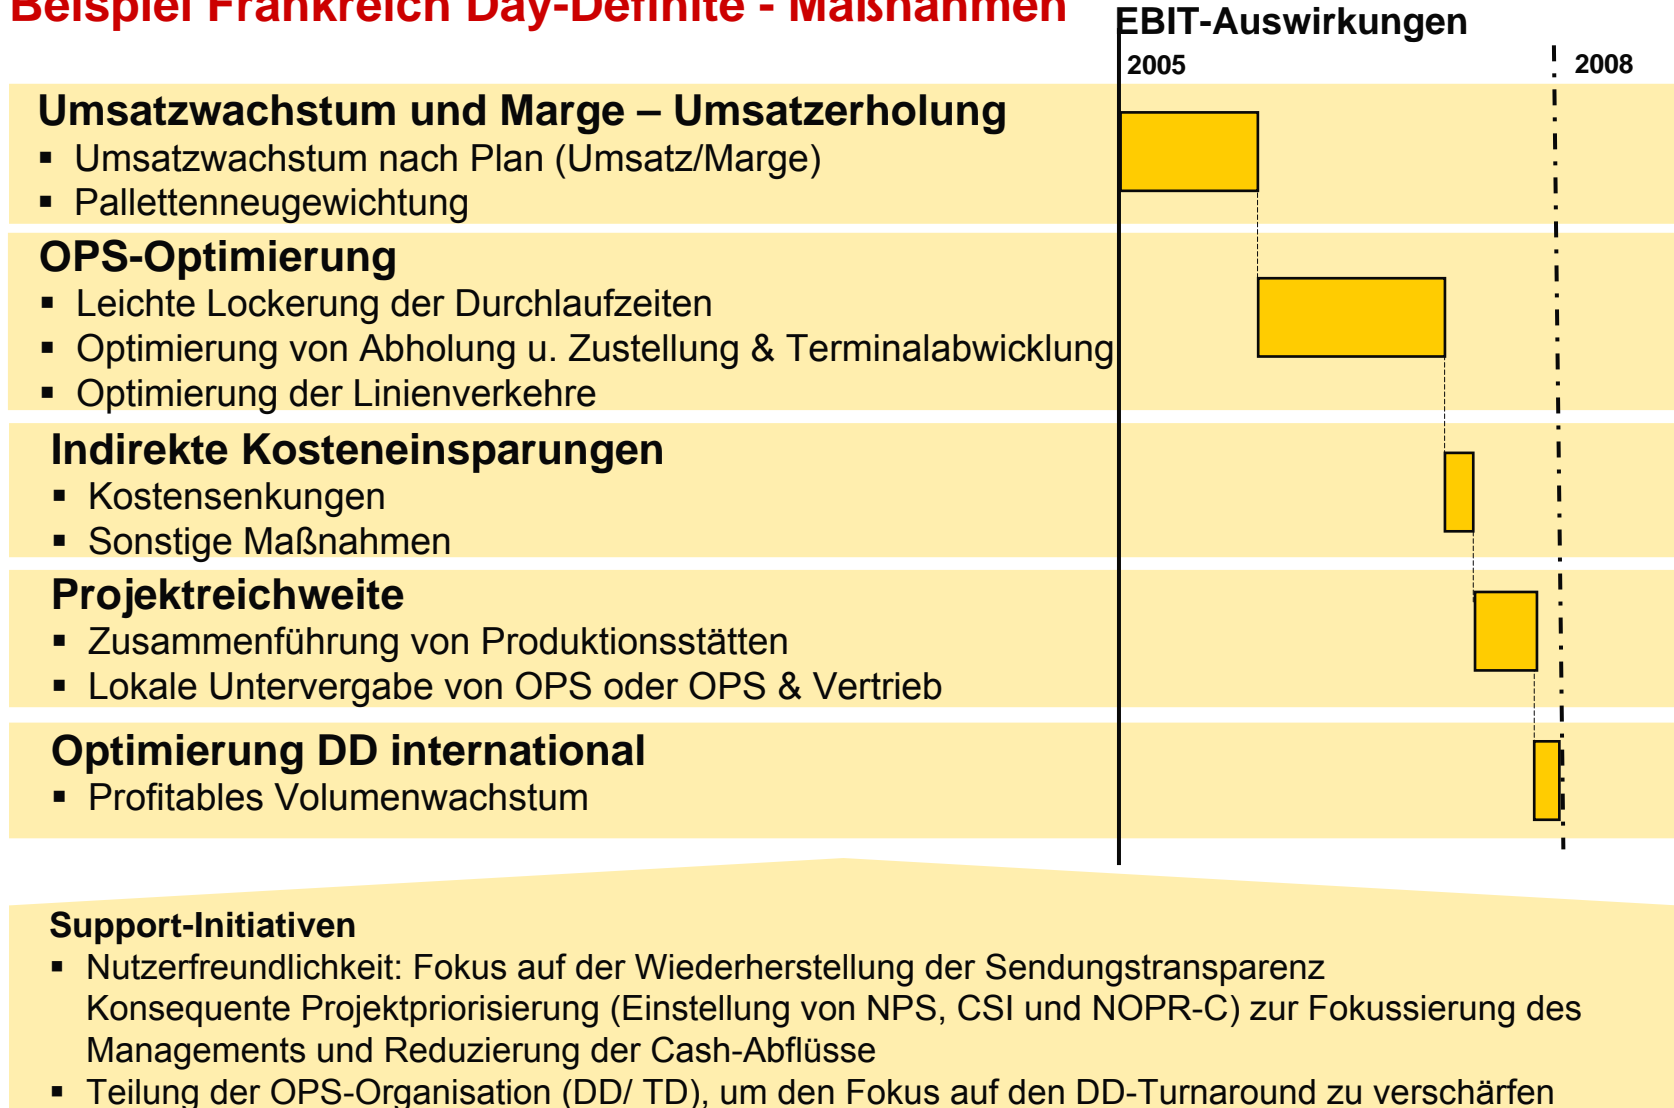 Beispiel Frankreich Day-Definite - Maßnahmen
EBIT-Auswirkungen
2005
2008
Umsatzwachstum und Marge – Umsatzerholung
▪ Umsatzwachstum nach Plan (Umsatz/Marge)
▪ Pallettenneugewichtung
OPS-Optimierung
▪ Leichte Lockerung der Durchlaufzeiten
▪ Optimierung von Abholung u. Zustellung & Terminalabwicklung
▪ Optimierung der Linienverkehre
Indirekte Kosteneinsparungen
▪ Kostensenkungen
▪ Sonstige Maßnahmen
Projektreichweite
▪ Zusammenführung von Produktionsstätten
▪ Lokale Untervergabe von OPS oder OPS & Vertrieb
Optimierung DD international
▪ Profitables Volumenwachstum
Support-Initiativen
▪ Nutzerfreundlichkeit: Fokus auf der Wiederherstellung der Sendungstransparenz
Konsequente Projektpriorisierung (Einstellung von NPS, CSI und NOPR-C) zur Fokussierung des
Managements und Reduzierung der Cash-Abflüsse
▪ Teilung der OPS-Organisation (DD/ TD), um den Fokus auf den DD-Turnaround zu verschärfen